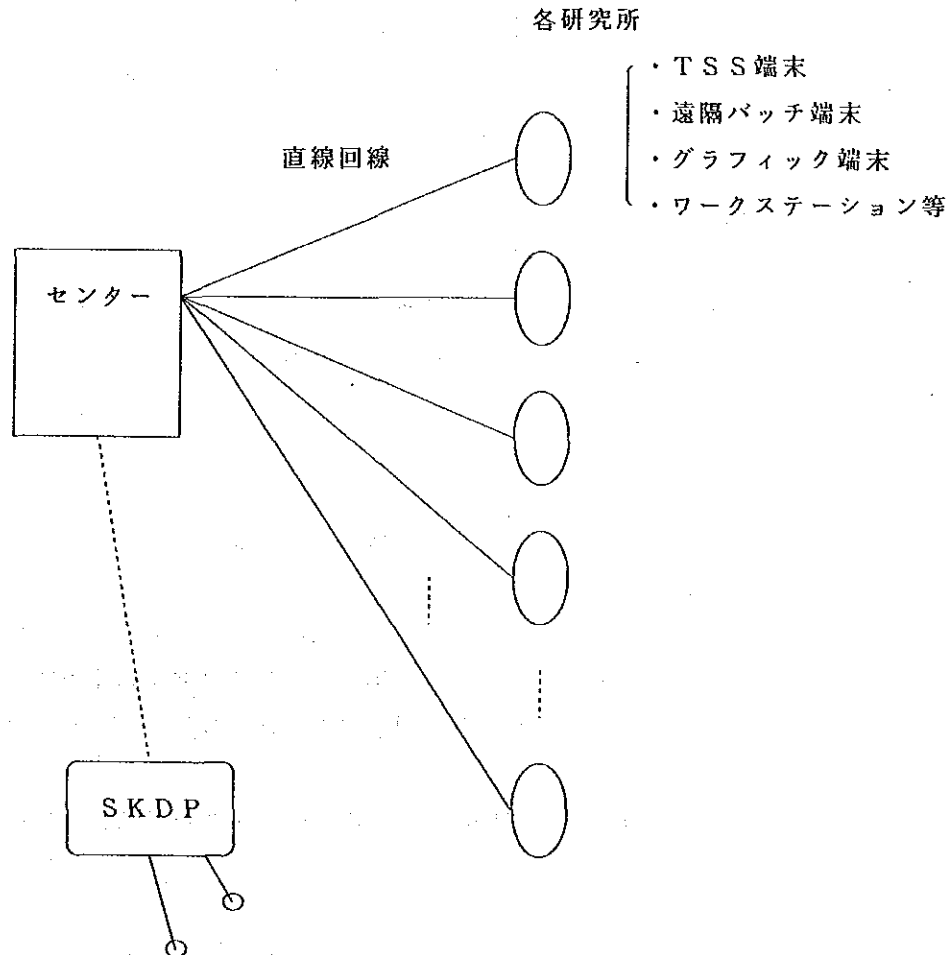 各研究所
・TSS端末
・遠隔バッチ端末
・グラフィック端末
・ワークステーション等
直線回線
センター
SKDP